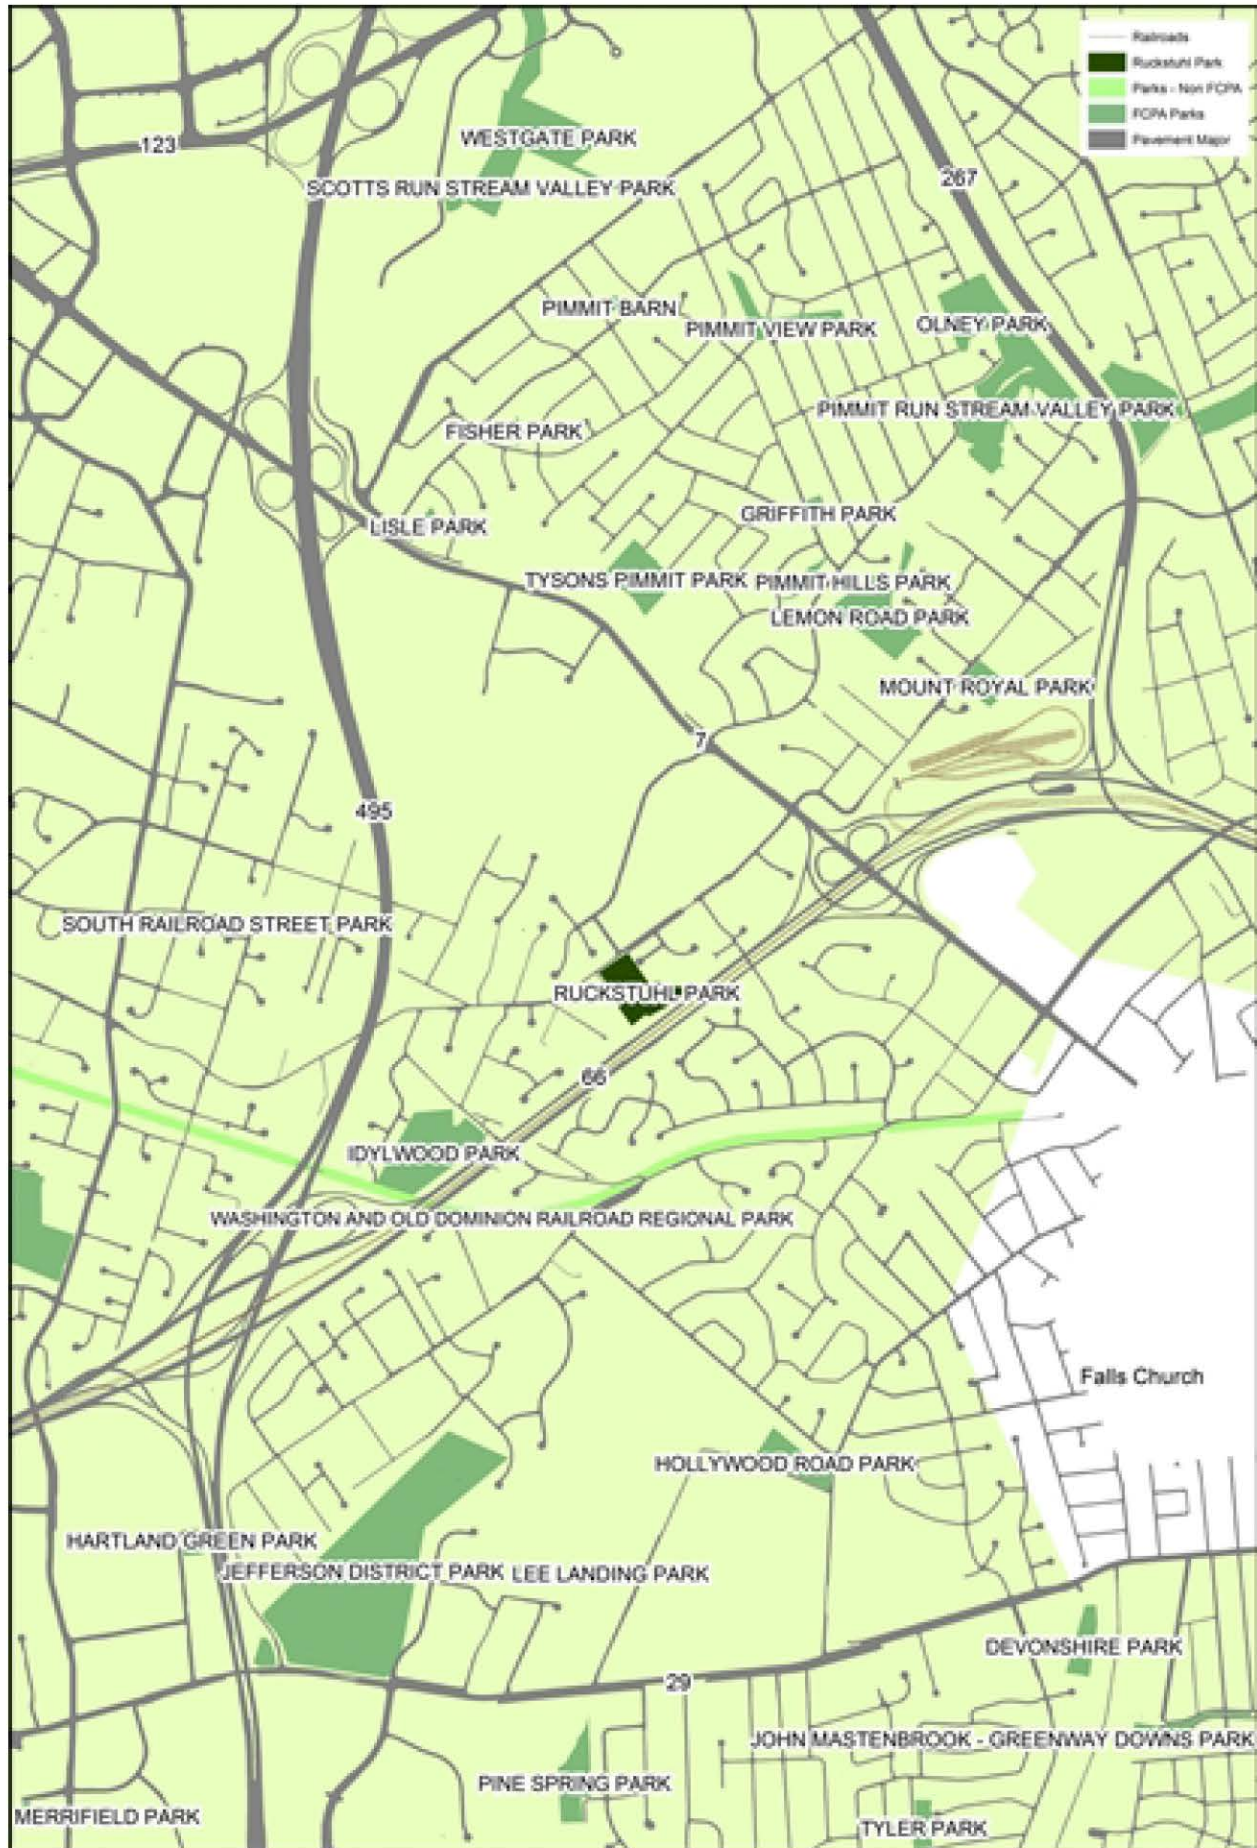 Railroads
Ruckstuhl Park
Parks - Non FCPA
FCPA Parks
Pavement Major
WESTGATE PARK
123
SCOTTS RUN STREAM VALLEY PARK
267
PIMMIT BARN
PIMMIT VIEW PARK
OLNEY PARK
PIMMIT RUN STREAM VALLEY PARK
FISHER PARK
GRIFFITH PARK
LISLE PARK
TYSONS PIMMIT PARK
PIMMIT HILLS PARK
LEMON ROAD PARK
MOUNT ROYAL PARK
7
495
SOUTH RAILROAD STREET PARK
RUCKSTUHL PARK
66
IDYLWOOD PARK
WASHINGTON AND OLD DOMINION RAILROAD REGIONAL PARK
Falls Church
HOLLYWOOD ROAD PARK
HARTLAND GREEN PARK
JEFFERSON DISTRICT PARK
LEE LANDING PARK
DEVONSHIRE PARK
29
JOHN MASTENBROOK - GREENWAY DOWNS PARK
PINE SPRING PARK
MERRIFIELD PARK
TYLER PARK